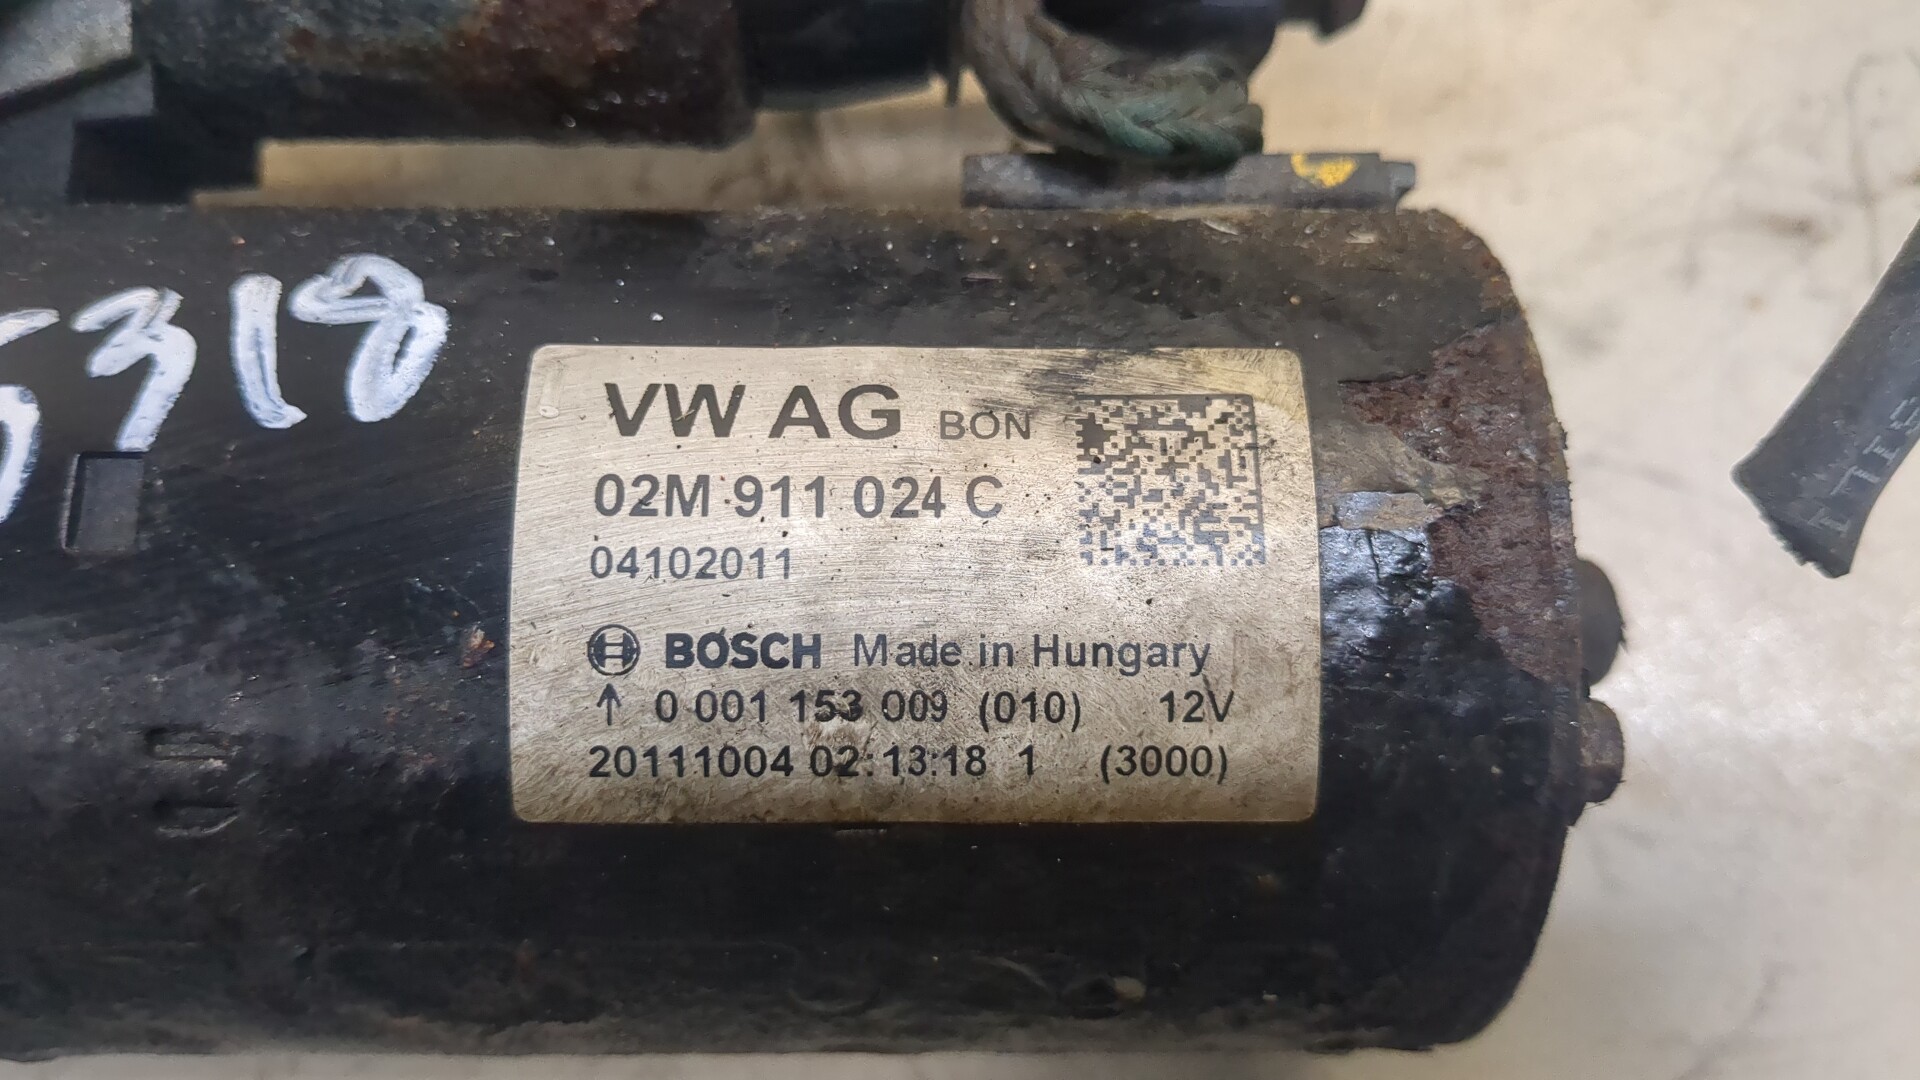 5318
VW AG BON
02M 911 024 C
04102011
BOSCH Made in Hungary
↑ 0 001 153 009 (010) 12V
20111004 02:13:18 1 (3000)